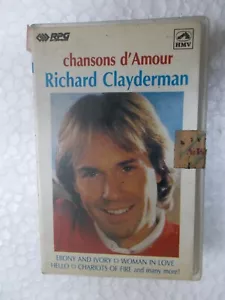 RPG
HMV
chansons d'Amour
Richard Clayderman
EBONY AND IVORY □ WOMAN IN LOVE
HELLO □ CHARIOTS OF FIRE and many more!